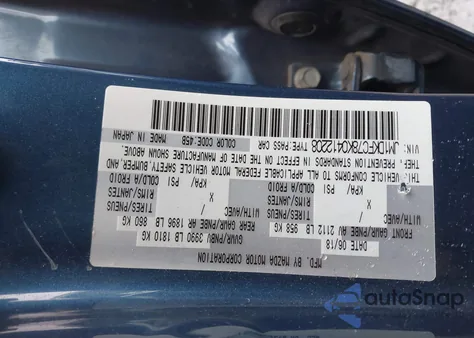 MFD. BY MAZDA MOTOR CORPORATION
DATE 06/18 GVWR/PNBV 3990 LB 1810 KG
FRONT GAWR/PNBE AV 2112 LB 958 KG
REAR GAWR/PNBE AR 1896 LB 860 KG
WITH/AVEC TIRES/PNEUS
RIMS/JANTES X
KPA/ PSI COLD/A FROID
WITH/AVEC TIRES/PNEUS
RIMS/JANTES X
KPA/ PSI COLD/A FROID
THIS VEHICLE CONFORMS TO ALL APPLICABLE FEDERAL MOTOR VEHICLE SAFETY, BUMPER, AND
THEFT PREVENTION STANDARDS IN EFFECT ON THE DATE OF MANUFACTURE SHOWN ABOVE.
VIN: TYPE: PASS CAR COLOR CODE:45B MADE IN JAPAN
autoSnap